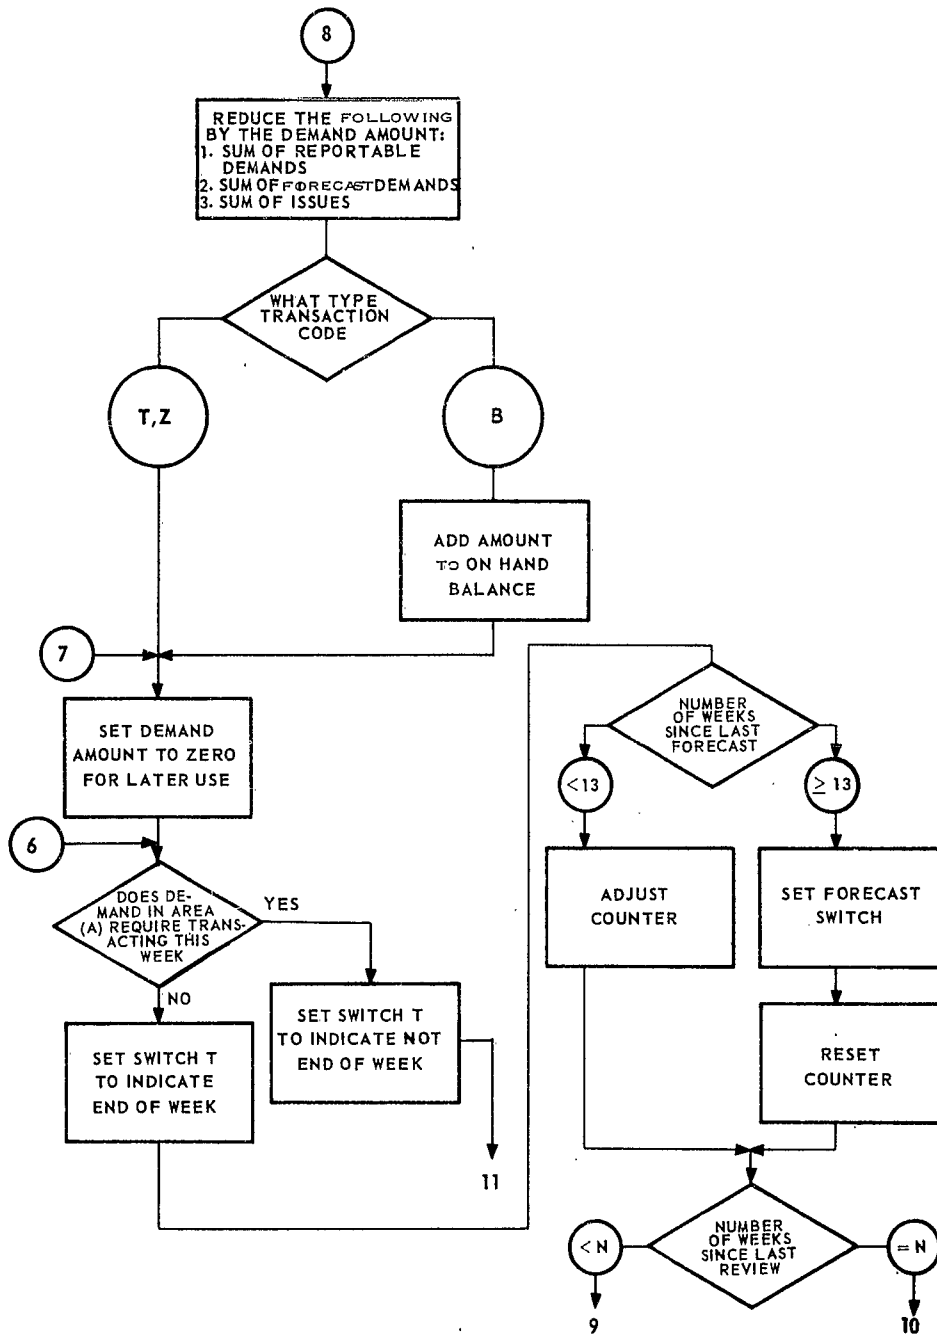 8
REDUCE THE FOLLOWING
BY THE DEMAND AMOUNT:
1. SUM OF REPORTABLE
DEMANDS
2. SUM OF FORECAST DEMANDS
3. SUM OF ISSUES
WHAT TYPE
TRANSACTION
CODE
T,Z
B
ADD AMOUNT
TO ON HAND
BALANCE
7
SET DEMAND
AMOUNT TO ZERO
FOR LATER USE
6
DOES DE-
MAND IN AREA
(A) REQUIRE TRANS-
ACTING THIS
WEEK
YES
NO
SET SWITCH T
TO INDICATE NOT
END OF WEEK
11
SET SWITCH T
TO INDICATE
END OF WEEK
NUMBER
OF WEEKS
SINCE LAST
FORECAST
<13
≥ 13
ADJUST
COUNTER
SET FORECAST
SWITCH
RESET
COUNTER
NUMBER
OF WEEKS
SINCE LAST
REVIEW
< N
= N
9
10